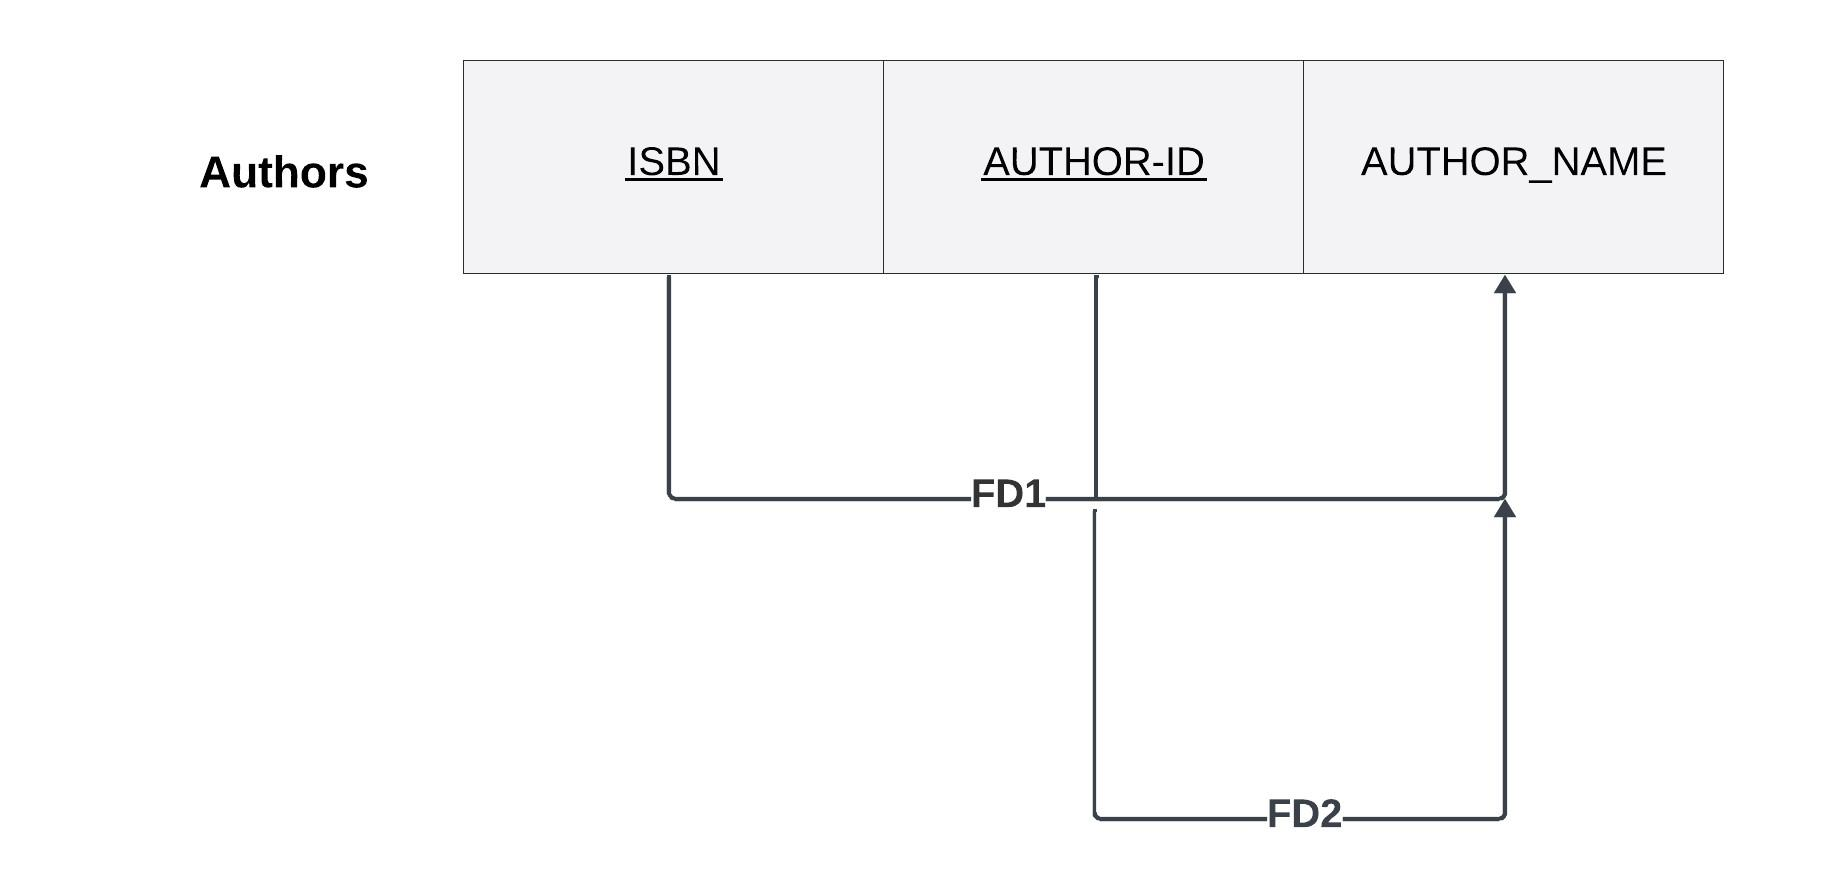 Authors
ISBN
AUTHOR-ID
AUTHOR_NAME
FD1
FD2